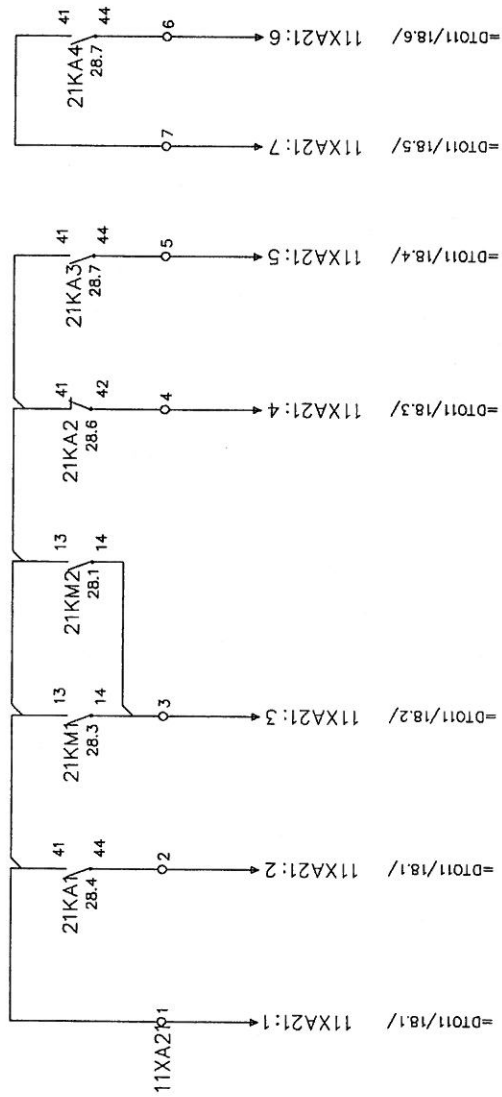 41
44
6
21KA4
28.7
11XA21:6
=DT011/18.6/
7
11XA21:7
=DT011/18.5/
41
44
5
21KA3
28.7
11XA21:5
=DT011/18.4/
41
42
4
21KA2
28.6
11XA21:4
=DT011/18.3/
13
14
21KM2
28.1
13
14
3
21KM1
28.3
11XA21:3
=DT011/18.2/
41
44
2
21KA1
28.4
11XA21:2
=DT011/18.1/
11XA21
1
11XA21:1
=DT011/18.1/